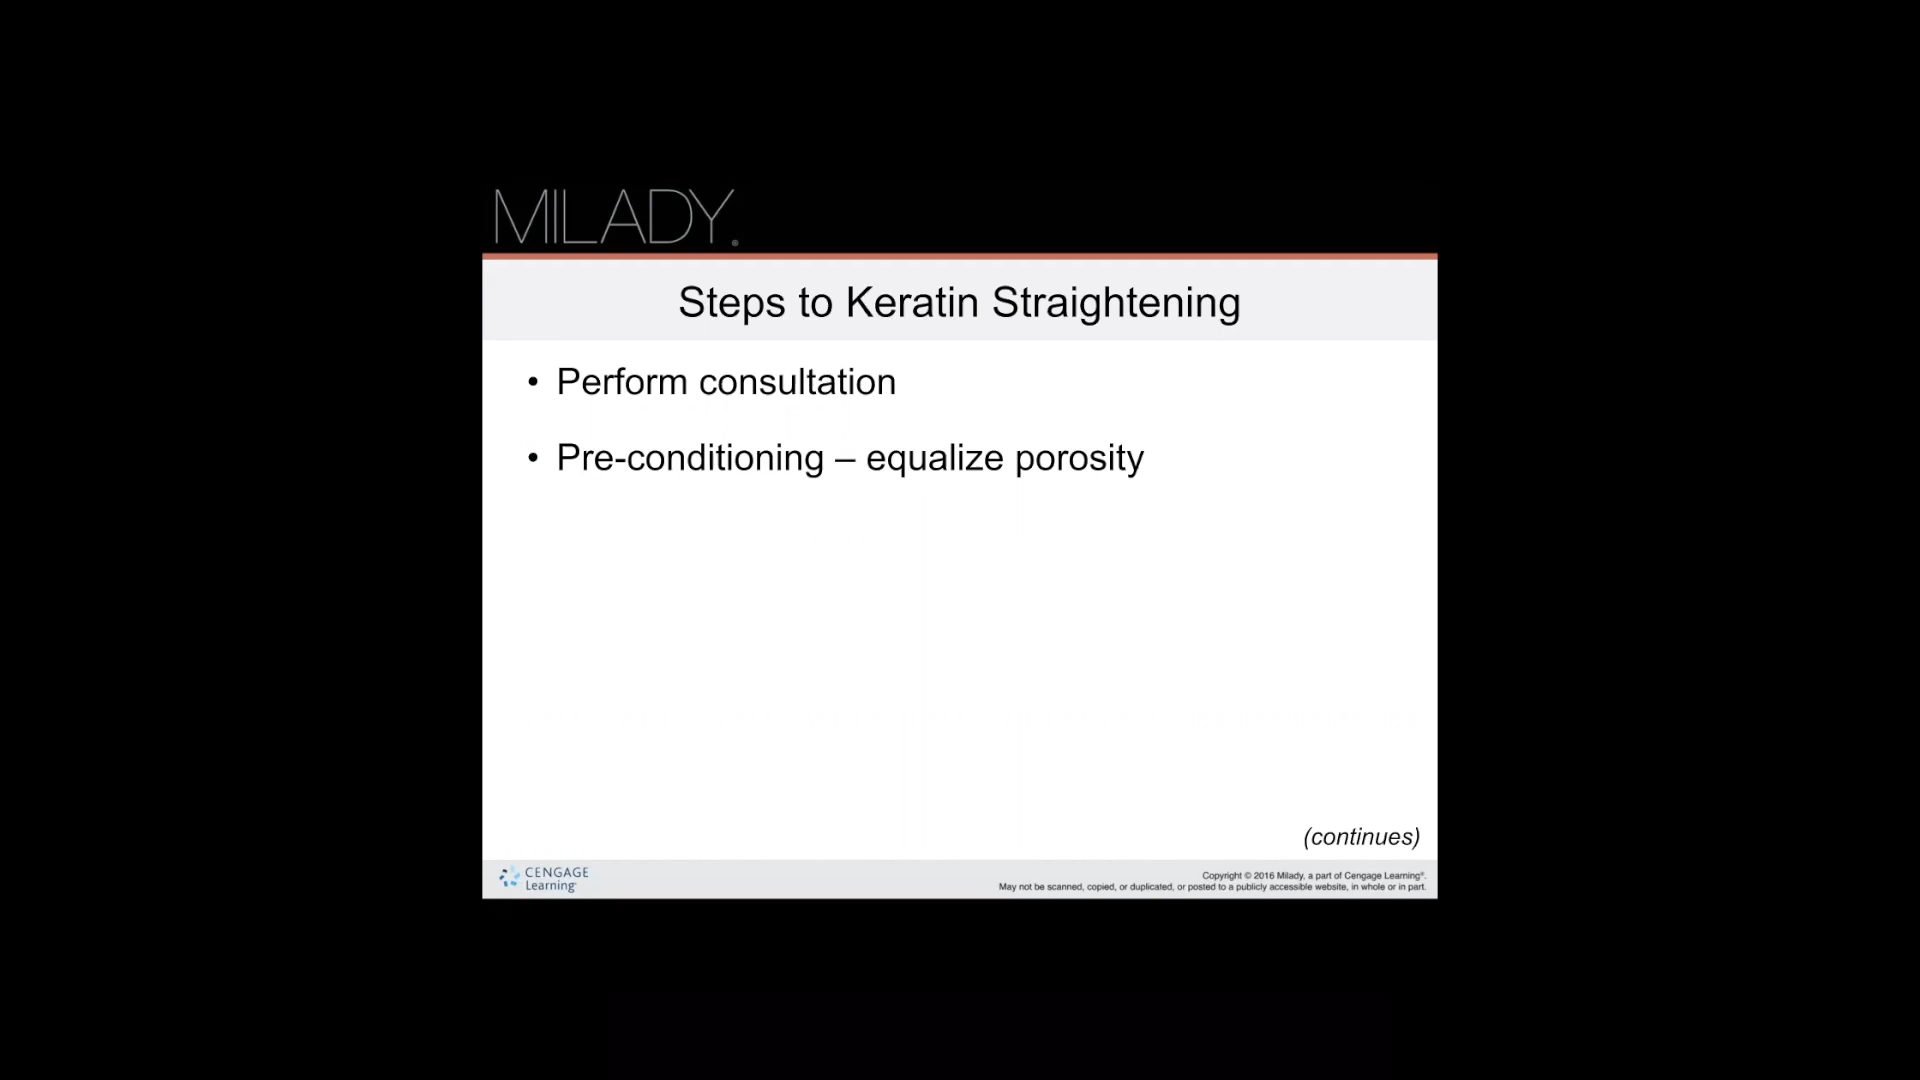 MILADY®
Steps to Keratin Straightening
• Perform consultation
• Pre-conditioning – equalize porosity
(continues)
CENGAGE
Learning
Copyright © 2016 Milady, a part of Cengage Learning®.
May not be scanned, copied, or duplicated, or posted to a publicly accessible website, in whole or in part.